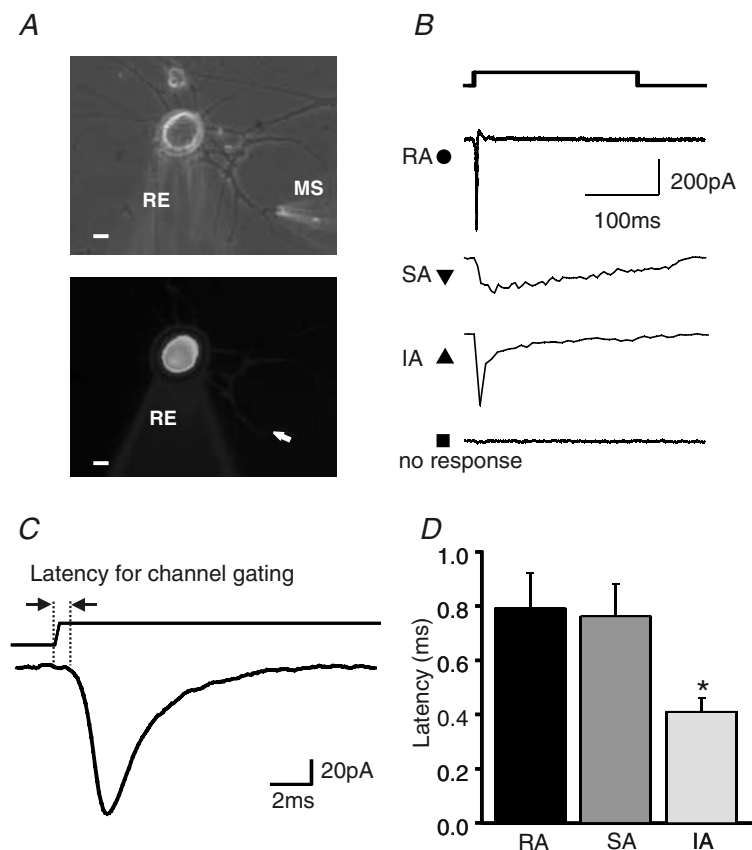 A
B
RE
MS
RE
RA
200pA
100ms
SA
IA
no response
C
Latency for channel gating
20pA
2ms
D
Latency (ms)
1.0
0.8
0.6
0.4
0.2
0.0
*
RA SA IA